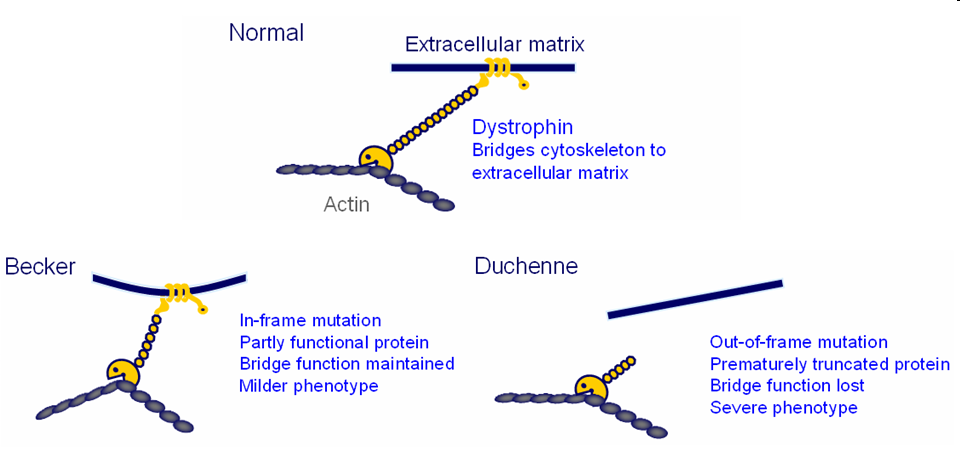 Normal
Extracellular matrix
Dystrophin
Bridges cytoskeleton to
extracellular matrix
Actin
Becker
In-frame mutation
Partly functional protein
Bridge function maintained
Milder phenotype
Duchenne
Out-of-frame mutation
Prematurely truncated protein
Bridge function lost
Severe phenotype